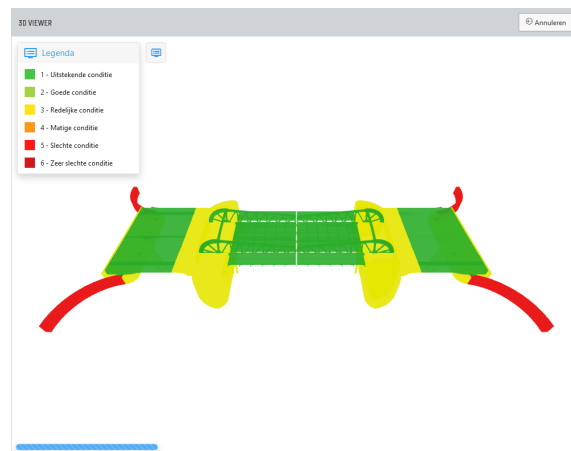 3D VIEWER
Annuleren
Legenda
1 - Uitstekende conditie
2 - Goede conditie
3 - Redelijke conditie
4 - Matige conditie
5 - Slechte conditie
6 - Zeer slechte conditie